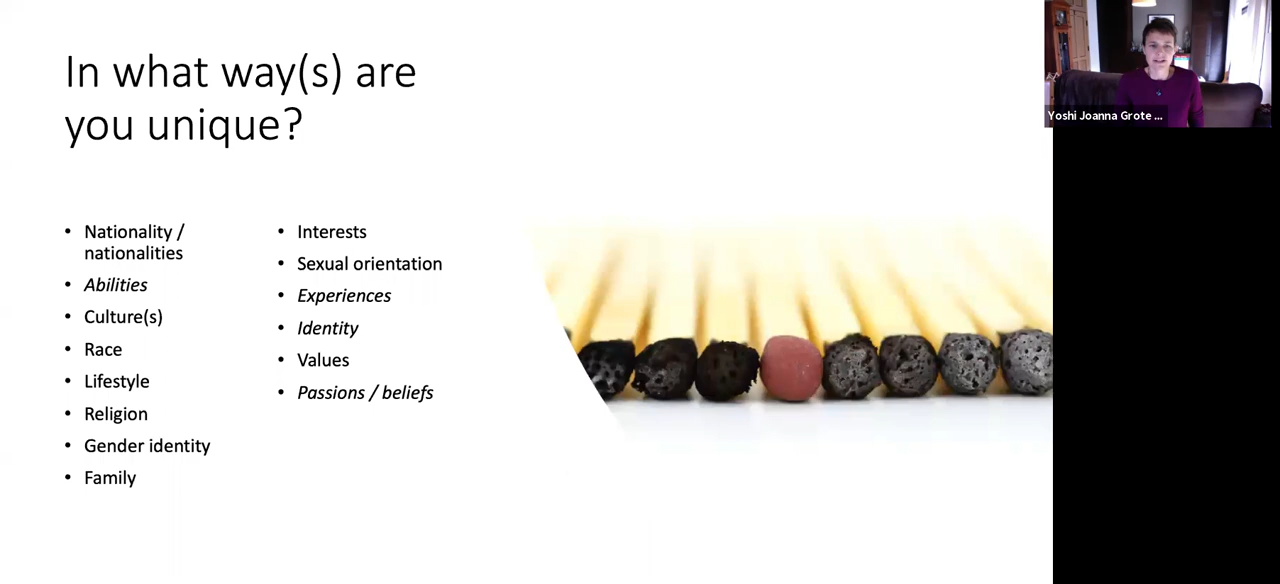 In what way(s) are
you unique?
• Nationality /
nationalities
• Abilities
• Culture(s)
• Race
• Lifestyle
• Religion
• Gender identity
• Family
• Interests
• Sexual orientation
• Experiences
• Identity
• Values
• Passions / beliefs
Yoshi Joanna Grote ...